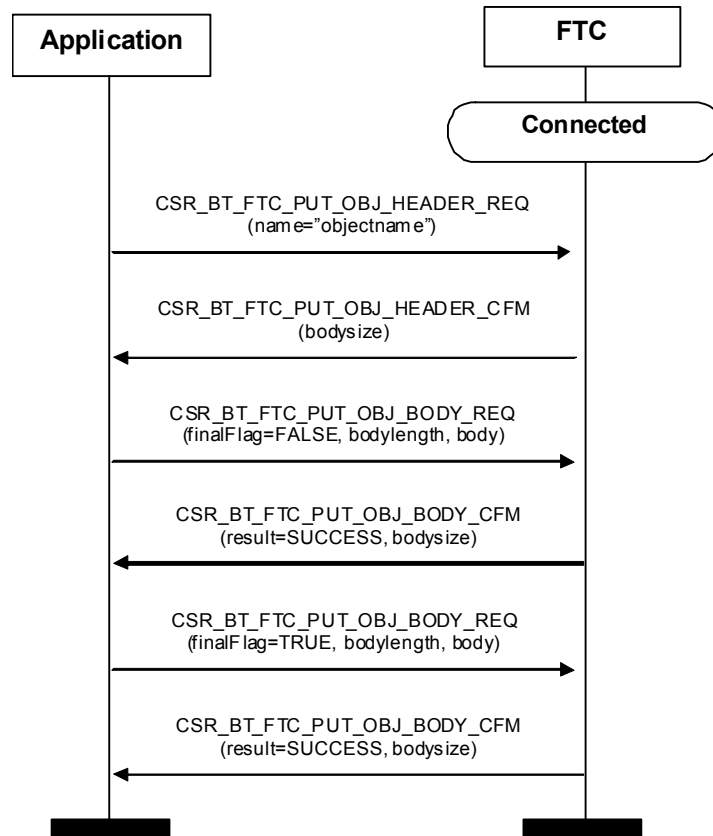 Application
FTC
Connected
CSR_BT_FTC_PUT_OBJ_HEADER_REQ
(name="objectname")
CSR_BT_FTC_PUT_OBJ_HEADER_CFM
(bodysize)
CSR_BT_FTC_PUT_OBJ_BODY_REQ
(finalFlag=FALSE, bodylength, body)
CSR_BT_FTC_PUT_OBJ_BODY_CFM
(result=SUCCESS, bodysize)
CSR_BT_FTC_PUT_OBJ_BODY_REQ
(finalFlag=TRUE, bodylength, body)
CSR_BT_FTC_PUT_OBJ_BODY_CFM
(result=SUCCESS, bodysize)